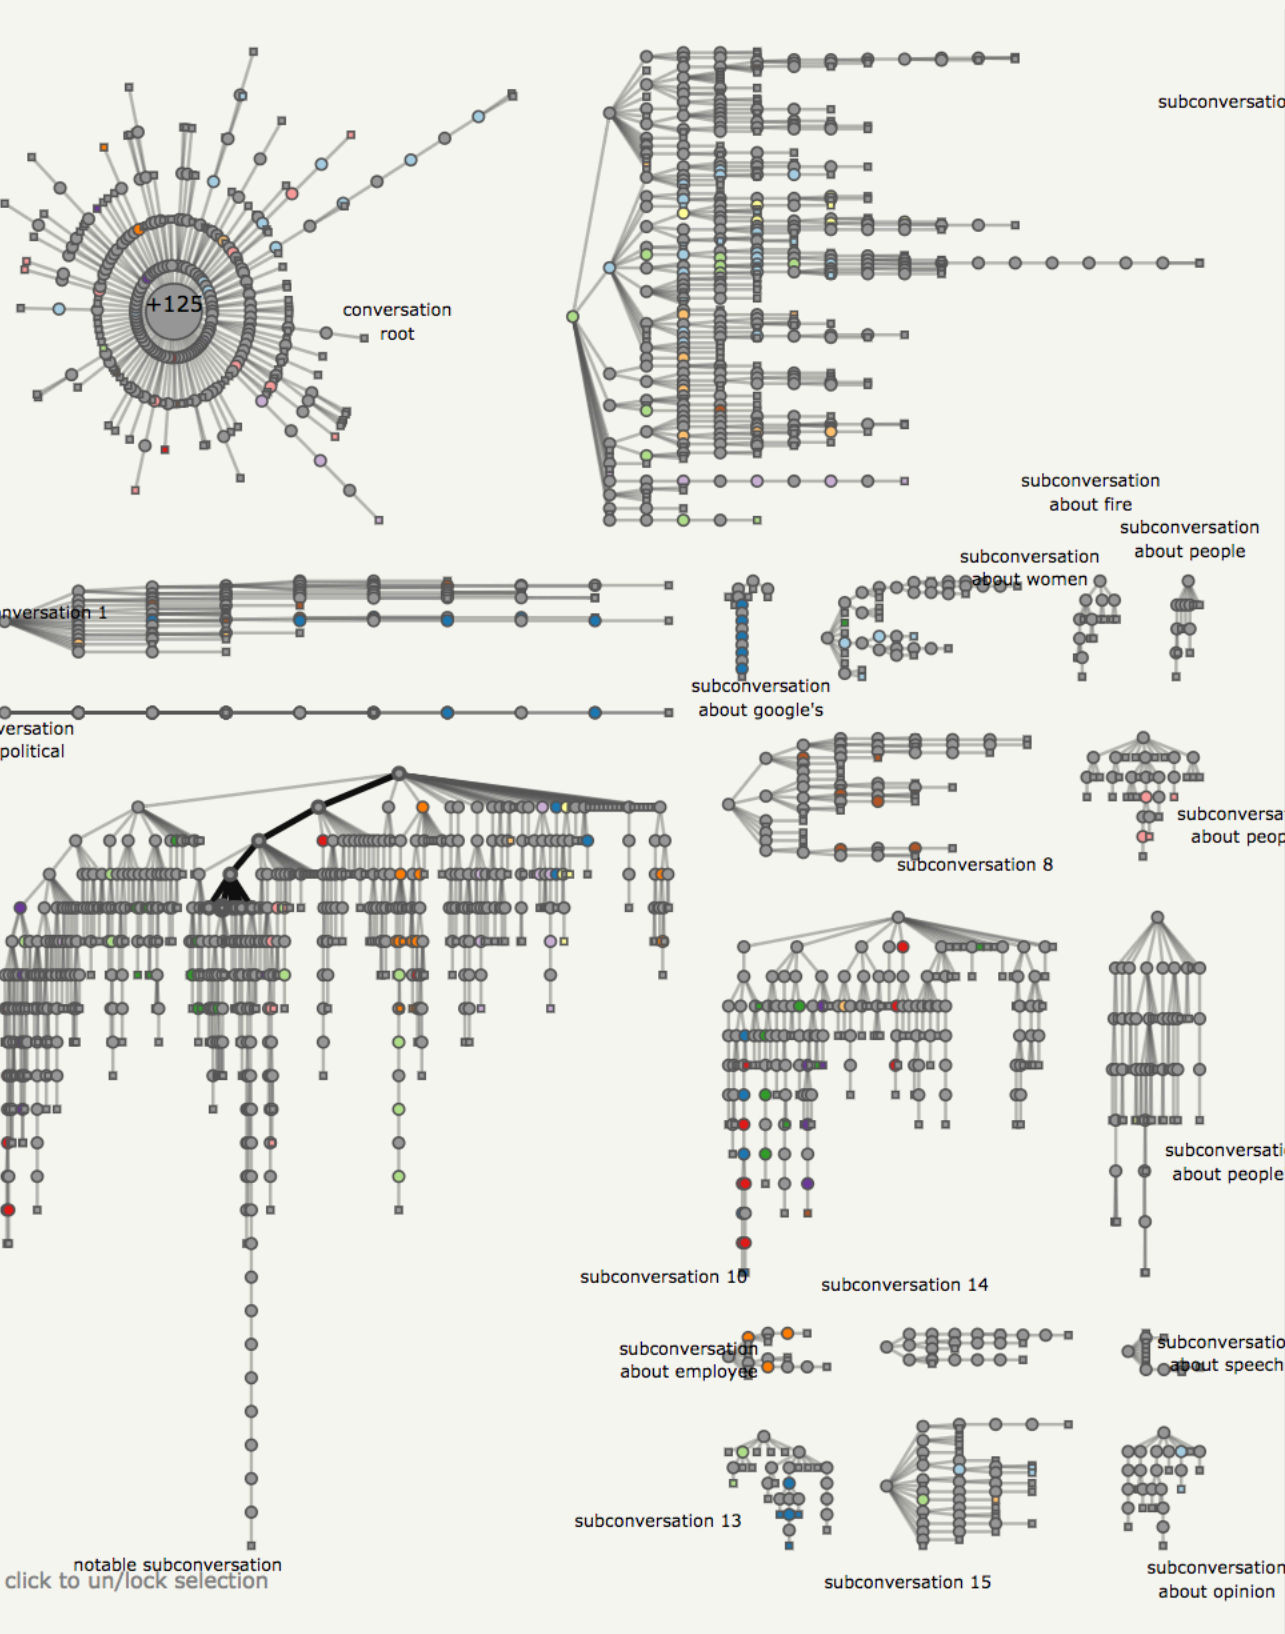 subconversatio
+125
conversation
root
subconversation
about fire
subconversation
about people
subconversation
about women
nversation 1
subconversation
about google's
versation
political
subconversa
about peop
subconversation 8
subconversati
about people
subconversation 10
subconversation 14
subconversation
about employee
subconversatio
about speech
subconversation 13
notable subconversation
click to un/lock selection
subconversation 15
subconversation
about opinion